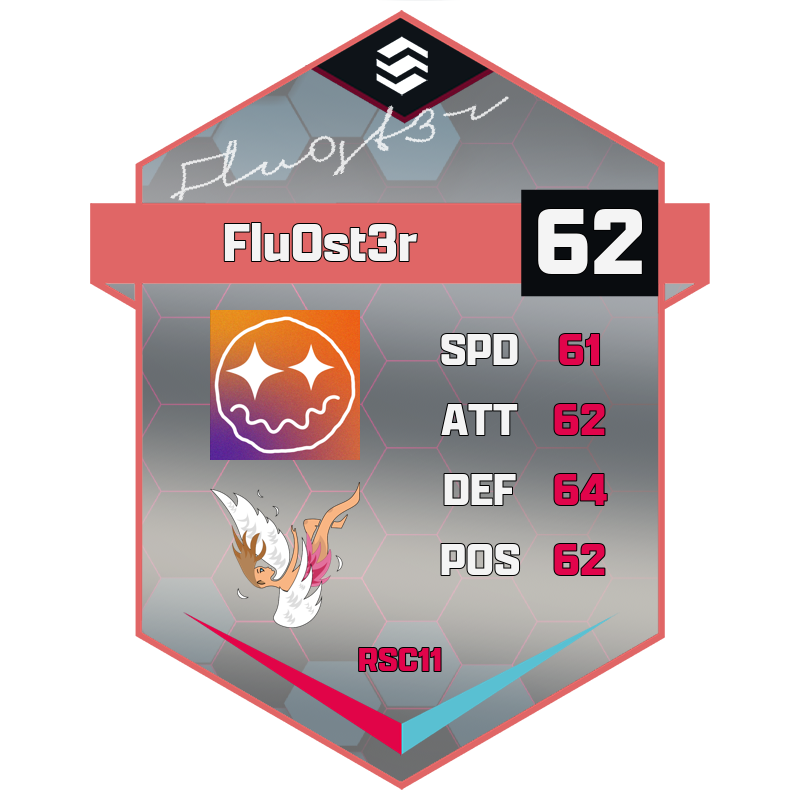 FluOst3r
FluOst3r
62
SPD 61
ATT 62
DEF 64
POS 62
RSC11